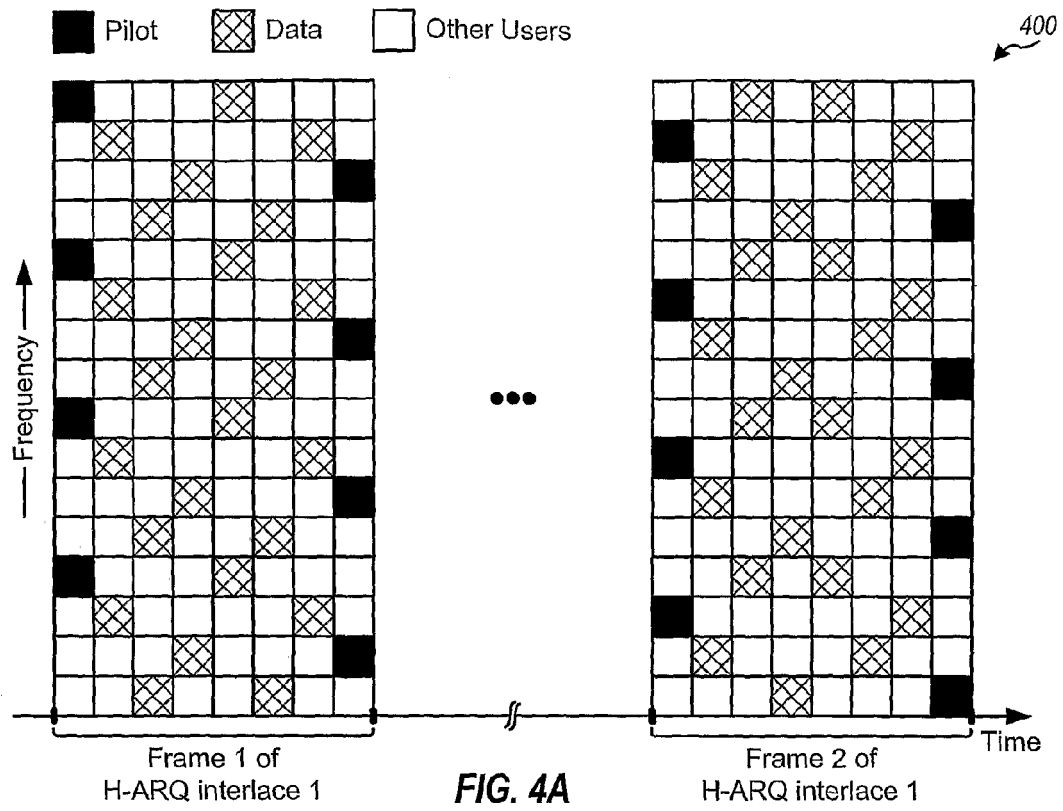 Pilot
Data
Other Users
400
Frequency
Time
Frame 1 of
H-ARQ interlace 1
Frame 2 of
H-ARQ interlace 1
FIG. 4A